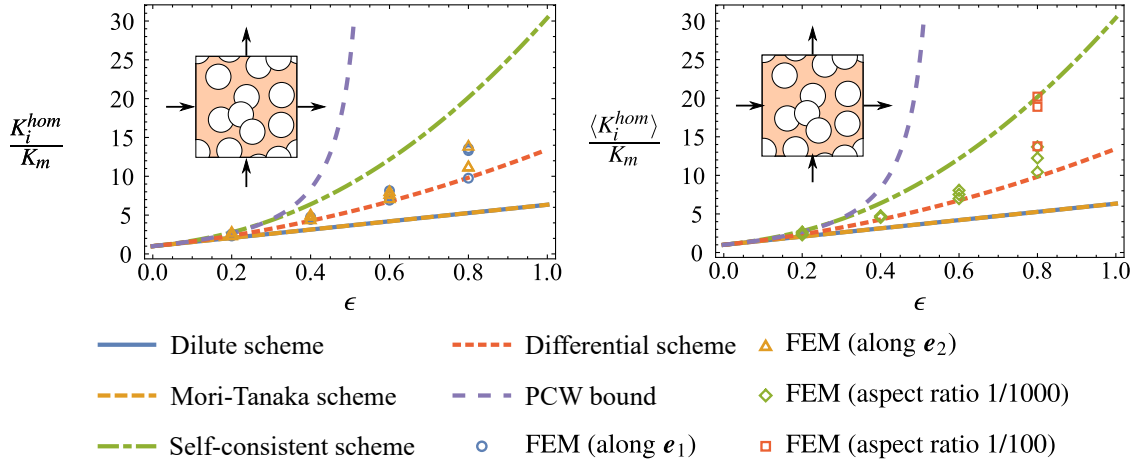 K_i^{hom} / K_m
30
25
20
15
10
5
0
0.0 0.2 0.4 0.6 0.8 1.0
ϵ
⟨K_i^{hom}⟩ / K_m
30
25
20
15
10
5
0
0.0 0.2 0.4 0.6 0.8 1.0
ϵ
Dilute scheme
Differential scheme
FEM (along e_2)
Mori-Tanaka scheme
PCW bound
FEM (aspect ratio 1/1000)
Self-consistent scheme
FEM (along e_1)
FEM (aspect ratio 1/100)